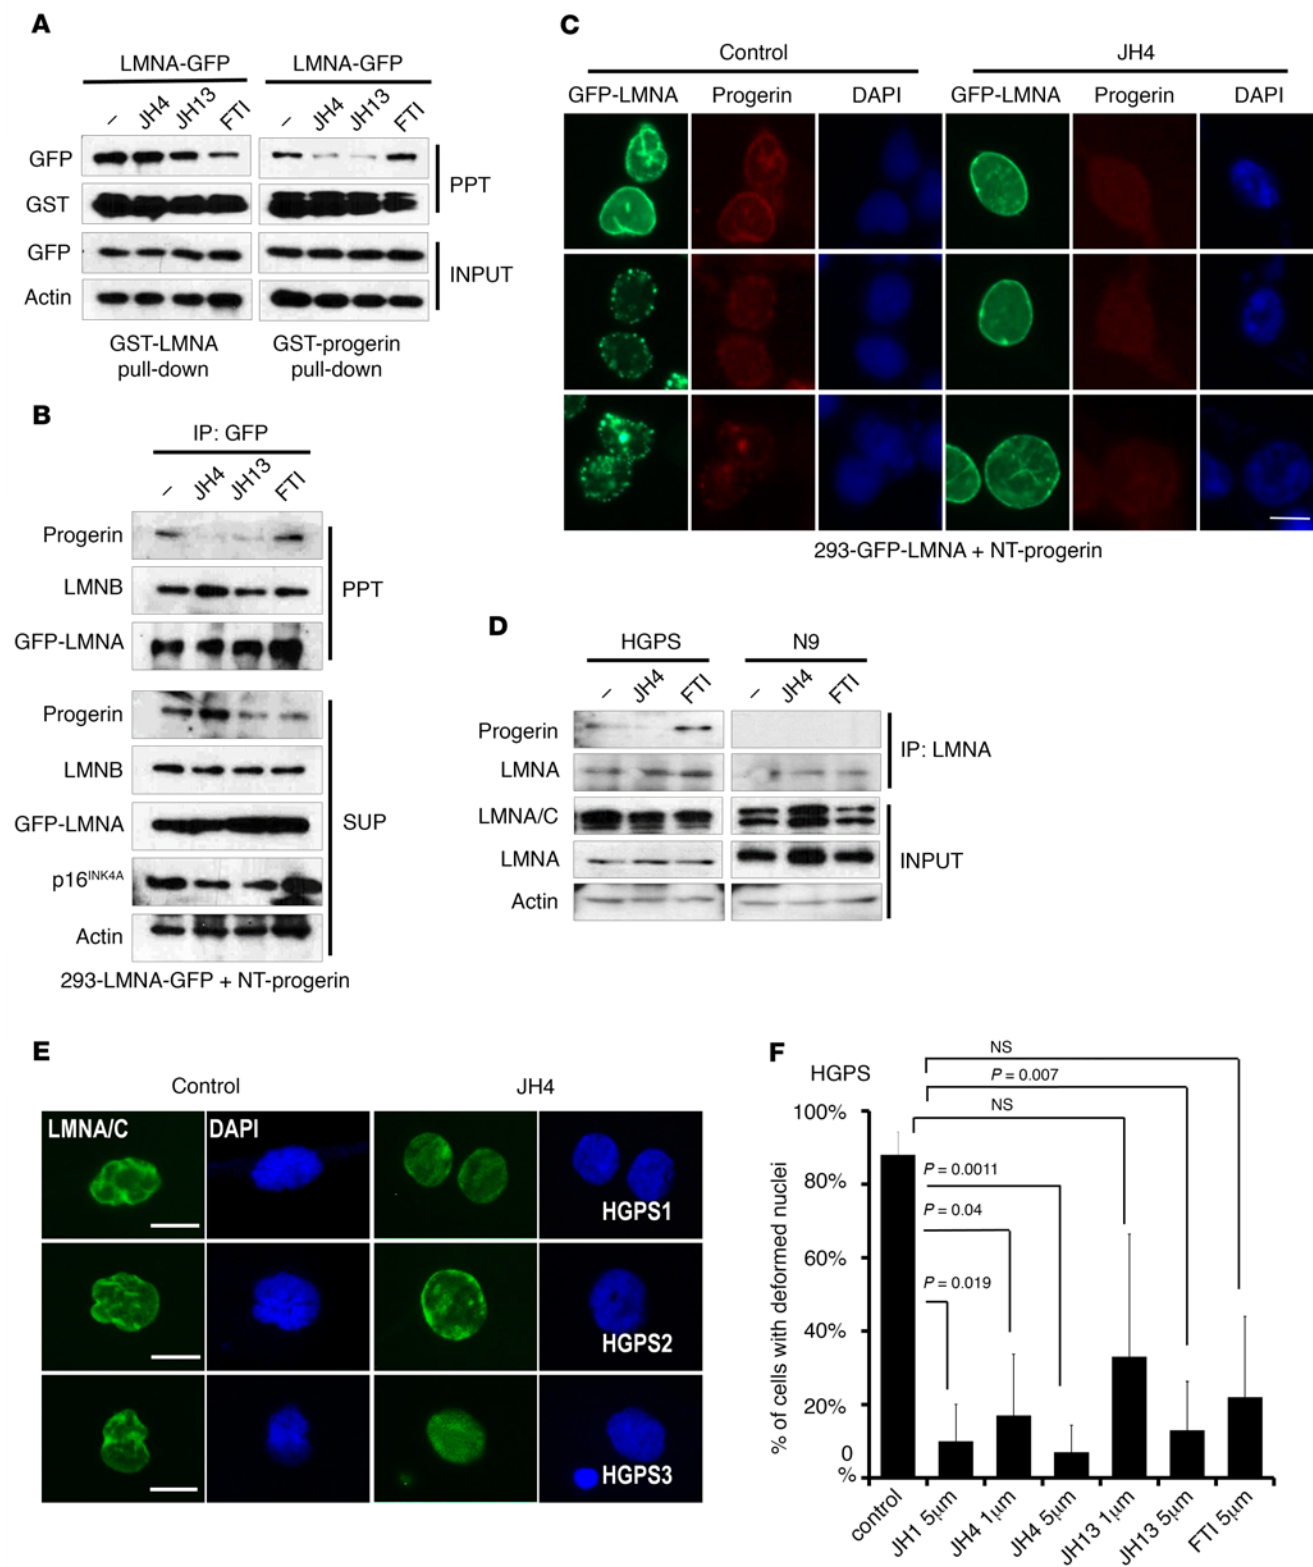 A
LMNA-GFP LMNA-GFP
– JH4 JH13 FTI – JH4 JH13 FTI
GFP
GST
PPT
GFP
Actin
INPUT
GST-LMNA GST-progerin
pull-down pull-down
B
IP: GFP
– JH4 JH13 FTI
Progerin
LMNB
GFP-LMNA
PPT
Progerin
LMNB
GFP-LMNA
p16INK4A
Actin
SUP
293-LMNA-GFP + NT-progerin
C
Control JH4
GFP-LMNA Progerin DAPI GFP-LMNA Progerin DAPI
293-GFP-LMNA + NT-progerin
D
HGPS N9
– JH4 FTI – JH4 FTI
Progerin
LMNA
IP: LMNA
LMNA/C
LMNA
Actin
INPUT
E
Control JH4
LMNA/C DAPI
HGPS1
HGPS2
HGPS3
F
HGPS
NS
P = 0.007
NS
P = 0.0011
P = 0.04
P = 0.019
% of cells with deformed nuclei
100%
80%
60%
40%
20%
0
%
control JH1 5µm JH4 1µm JH4 5µm JH13 1µm JH13 5µm FTI 5µm